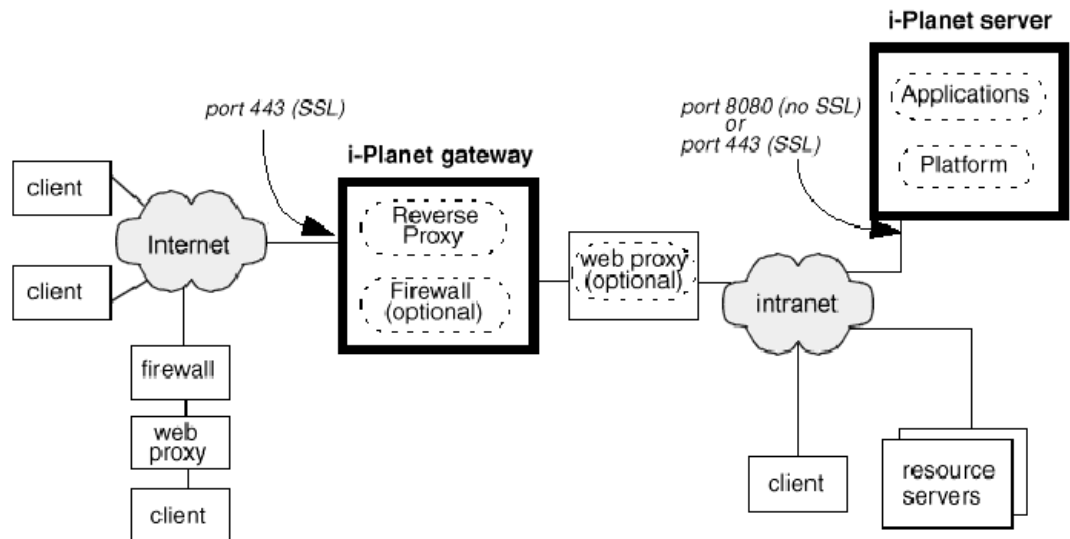 i-Planet server
Applications
Platform
port 8080 (no SSL)
or
port 443 (SSL)
port 443 (SSL)
i-Planet gateway
Reverse
Proxy
Firewall
(optional)
client
client
Internet
web proxy
(optional)
intranet
firewall
web
proxy
client
client
resource
servers